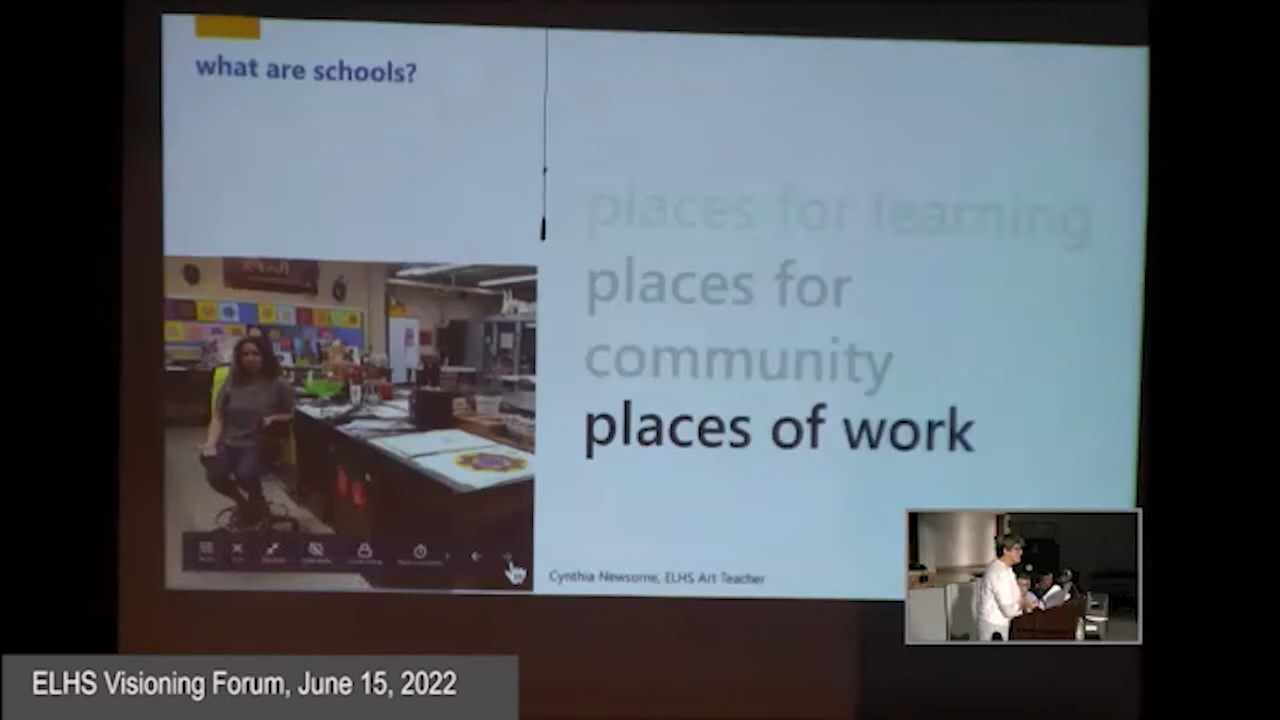 what are schools?
places for learning
places for
community
places of work
Cynthia Newsome, ELHS Art Teacher
ELHS Visioning Forum, June 15, 2022